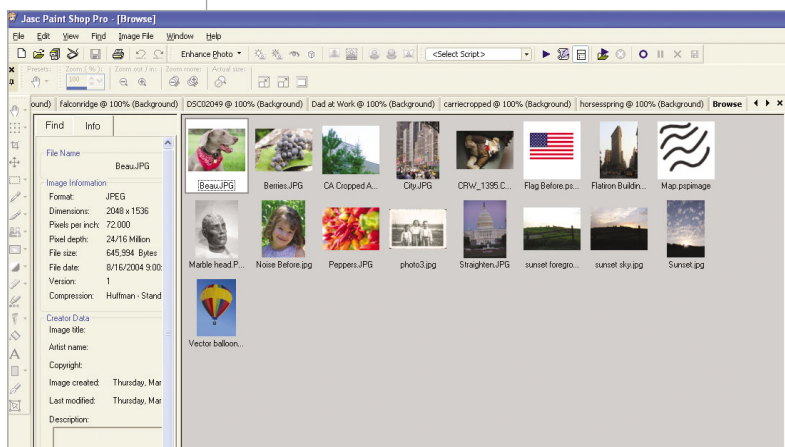 Jasc Paint Shop Pro - [Browse]
File Edit View Find Image File Window Help
Enhance Photo <Select Script>
Presets: Zoom (%): Zoom out / in: Zoom more: Actual size:
100
ound) falconridge @ 100% (Background) DSC02049 @ 100% (Background) Dad at Work @ 100% (Background) carriecropped @ 100% (Background) horsesspring @ 100% (Background) Browse
Find Info
File Name
Beau.JPG
Image Information
Format: JPEG
Dimensions: 2048 x 1536
Pixels per inch: 72.000
Pixel depth: 24/16 Million
File size: 645,994 Bytes
File date: 8/16/2004 9:00:
Version: 1
Compression: Huffman - Stand
Creator Data
Image title:
Artist name:
Copyright:
Image created: Thursday, Mar
Last modified: Thursday, Mar
Description:
Beau.JPG Berries.JPG CA Cropped A... City.JPG CRW_1395.C... Flag Before.ps... Flatiron Buildin... Map.pspimage
Marble head.P... Noise Before.jpg Peppers.JPG photo3.jpg Straighten.JPG sunset foregro... sunset sky.jpg Sunset.jpg
Vector balloon...